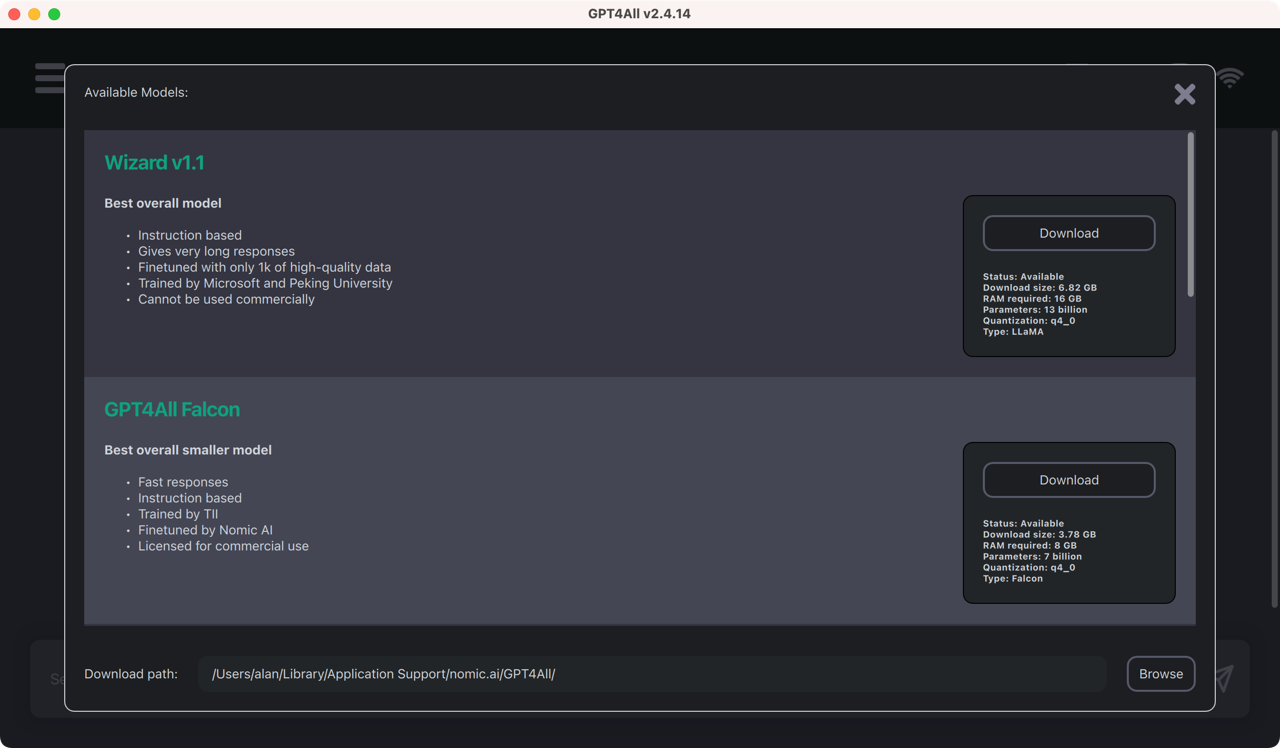 GPT4All v2.4.14
Available Models:
Wizard v1.1
Best overall model
• Instruction based
• Gives very long responses
• Finetuned with only 1k of high-quality data
• Trained by Microsoft and Peking University
• Cannot be used commercially
Download
Status: Available
Download size: 6.82 GB
RAM required: 16 GB
Parameters: 13 billion
Quantization: q4_0
Type: LLaMA
GPT4All Falcon
Best overall smaller model
• Fast responses
• Instruction based
• Trained by TII
• Finetuned by Nomic AI
• Licensed for commercial use
Download
Status: Available
Download size: 3.78 GB
RAM required: 8 GB
Parameters: 7 billion
Quantization: q4_0
Type: Falcon
Download path: /Users/alan/Library/Application Support/nomic.ai/GPT4All/ Browse